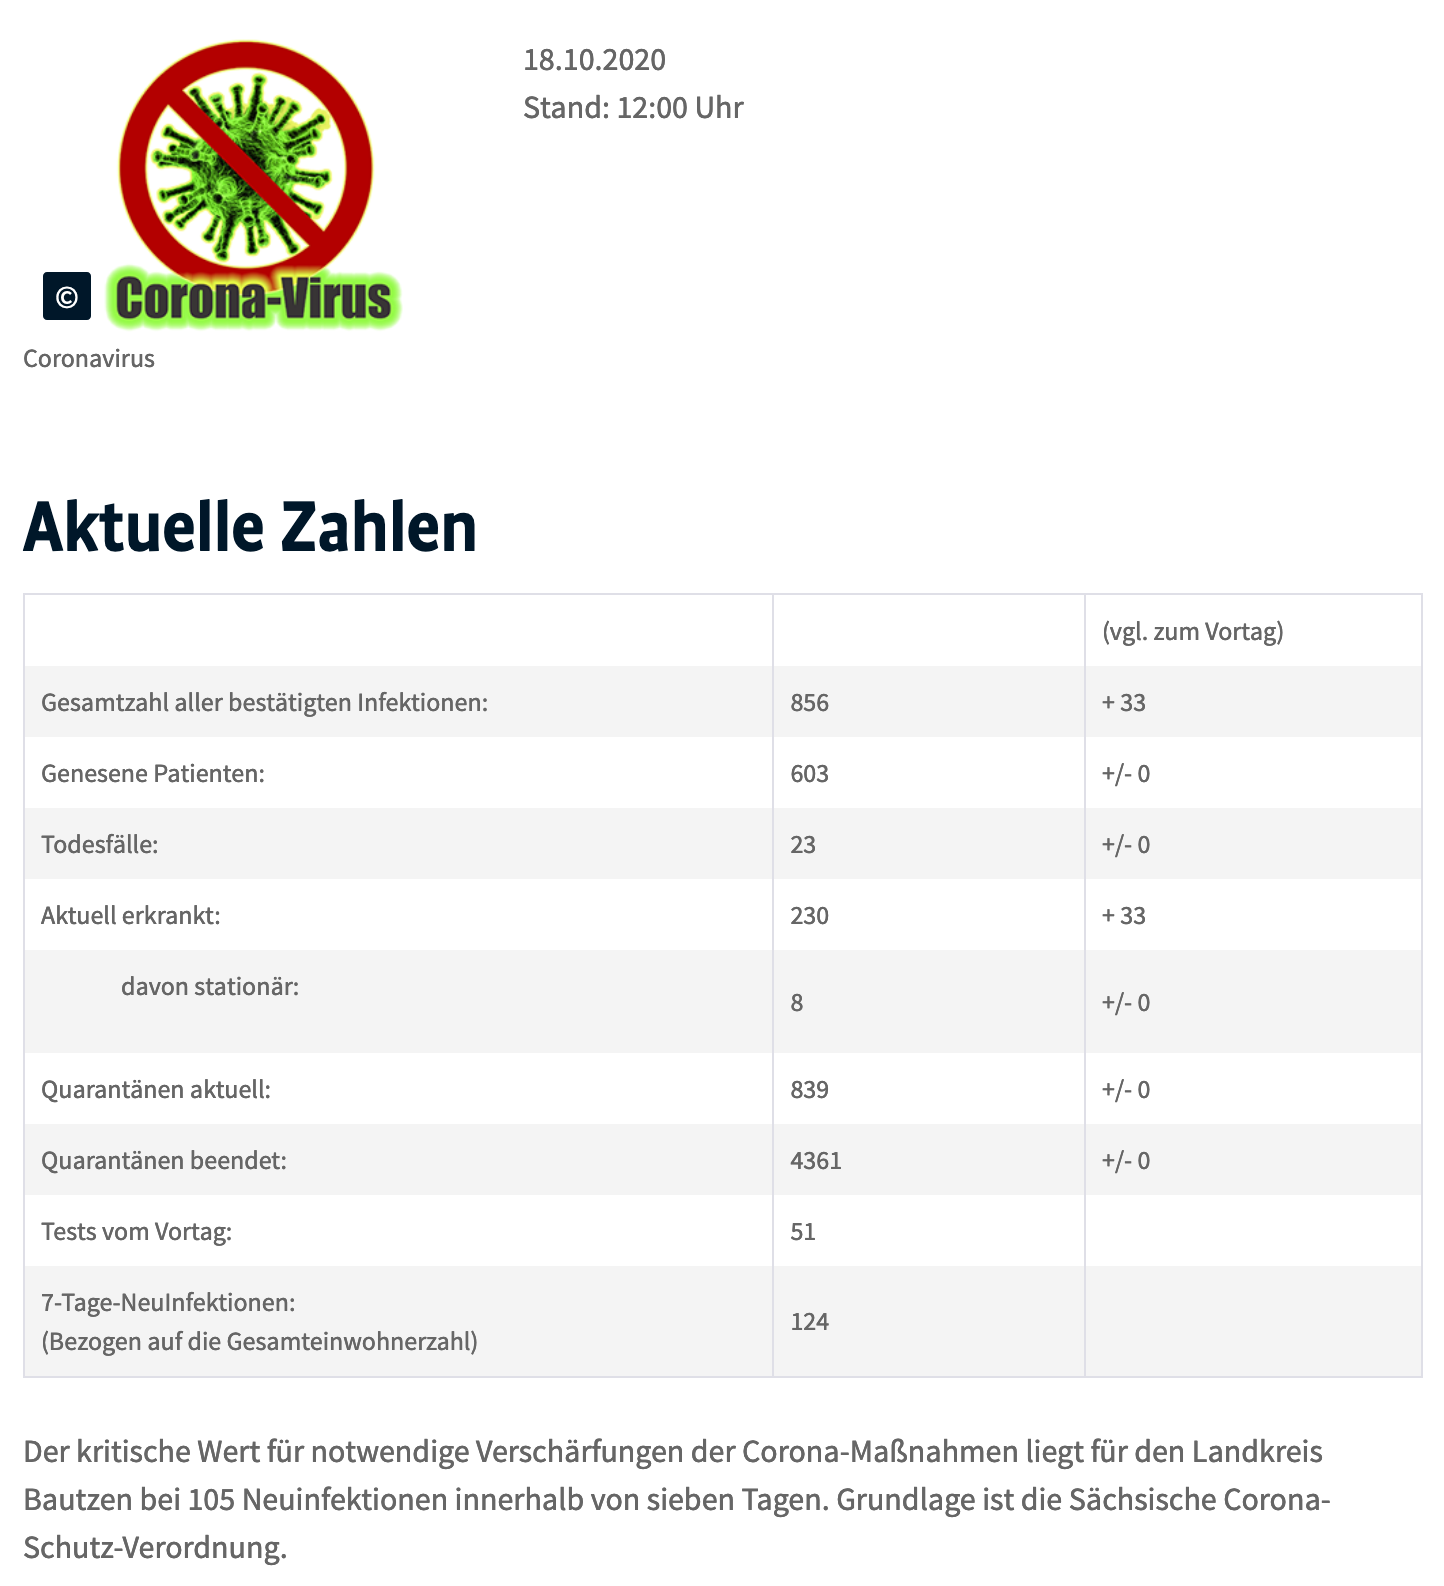 18.10.2020
Stand: 12:00 Uhr
©
Corona-Virus
Coronavirus
Aktuelle Zahlen
(vgl. zum Vortag)
Gesamtzahl aller bestätigten Infektionen: 856 + 33
Genesene Patienten: 603 +/- 0
Todesfälle: 23 +/- 0
Aktuell erkrankt: 230 + 33
davon stationär: 8 +/- 0
Quarantänen aktuell: 839 +/- 0
Quarantänen beendet: 4361 +/- 0
Tests vom Vortag: 51
7-Tage-NeuInfektionen:
(Bezogen auf die Gesamteinwohnerzahl) 124
Der kritische Wert für notwendige Verschärfungen der Corona-Maßnahmen liegt für den Landkreis
Bautzen bei 105 Neuinfektionen innerhalb von sieben Tagen. Grundlage ist die Sächsische Corona-
Schutz-Verordnung.